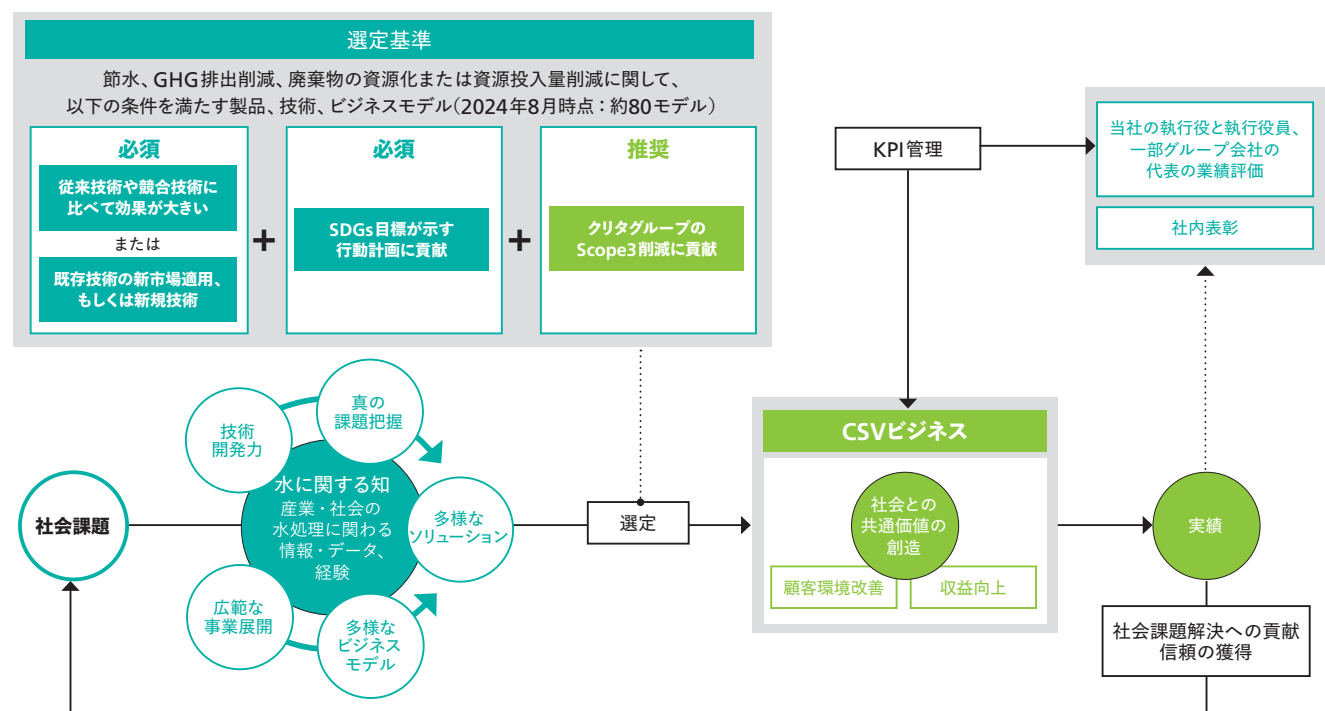 選定基準
節水、GHG排出削減、廃棄物の資源化または資源投入量削減に関して、
以下の条件を満たす製品、技術、ビジネスモデル(2024年8月時点:約80モデル)
必須
従来技術や競合技術に
比べて効果が大きい
または
既存技術の新市場適用、
もしくは新規技術
+
必須
SDGs目標が示す
行動計画に貢献
+
推奨
クリタグループの
Scope3削減に貢献
KPI管理
当社の執行役と執行役員、
一部グループ会社の
代表の業績評価
社内表彰
社会課題
技術
開発力
真の
課題把握
水に関する知
産業・社会の
水処理に関わる
情報・データ、
経験
多様な
ソリューション
広範な
事業展開
多様な
ビジネス
モデル
選定
CSVビジネス
社会との
共通価値の
創造
顧客環境改善
収益向上
実績
社会課題解決への貢献
信頼の獲得